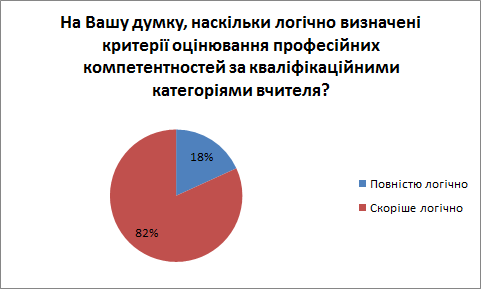 На Вашу думку, наскільки логічно визначені
критерії оцінювання професійних
компетентностей за кваліфікаційними
категоріями вчителя?
18%
82%
Повністю логічно
Скоріше логічно